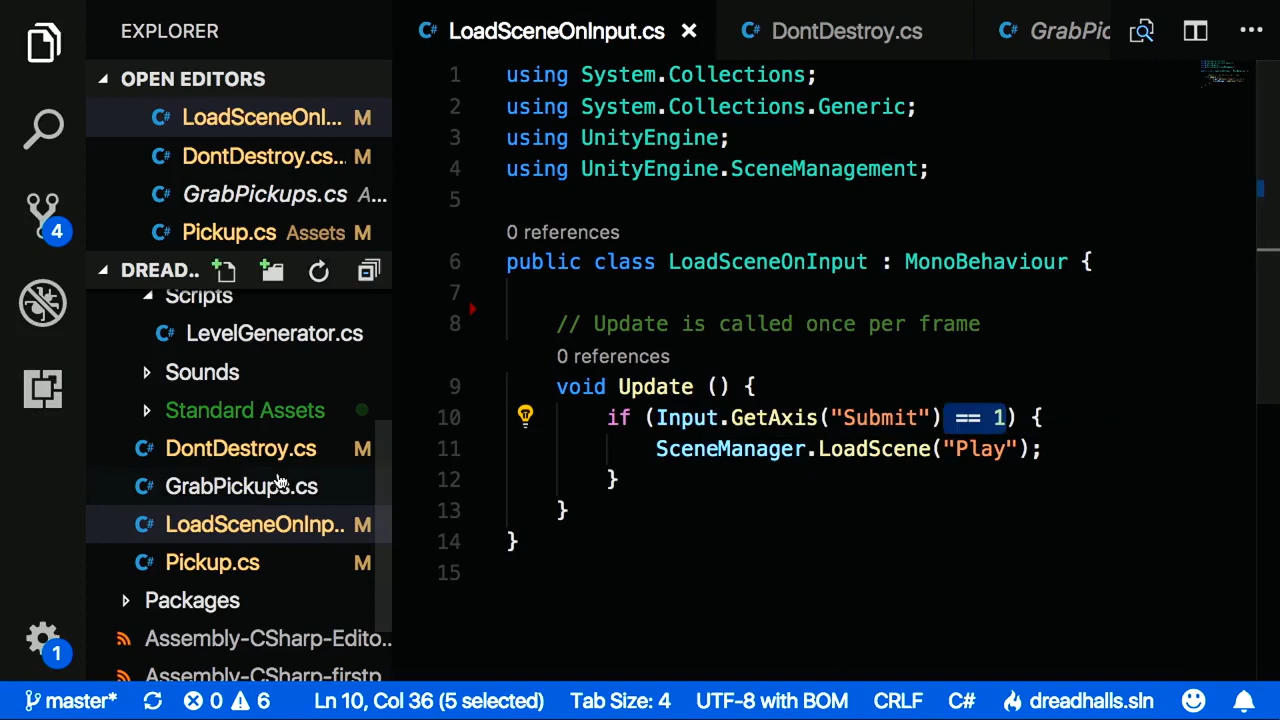 EXPLORER
OPEN EDITORS
C# LoadSceneOnI... M
C# DontDestroy.cs.. M
C# GrabPickups.cs A...
C# Pickup.cs Assets M
DREAD..
Scripts
C# LevelGenerator.cs
Sounds
Standard Assets
C# DontDestroy.cs M
C# GrabPickups.cs
C# LoadSceneOnInp.. M
C# Pickup.cs M
Packages
Assembly-CSharp-Edito..
Assembly-CSharp-firstp
4
1
C# LoadSceneOnInput.cs C# DontDestroy.cs C# GrabPic
1 using System.Collections;
2 using System.Collections.Generic;
3 using UnityEngine;
4 using UnityEngine.SceneManagement;
5
0 references
6 public class LoadSceneOnInput : MonoBehaviour {
7
8 // Update is called once per frame
0 references
9 void Update () {
10 if (Input.GetAxis("Submit") == 1) {
11 SceneManager.LoadScene("Play");
12 }
13 }
14 }
15
master* 0 6 Ln 10, Col 36 (5 selected) Tab Size: 4 UTF-8 with BOM CRLF C# dreadhalls.sln